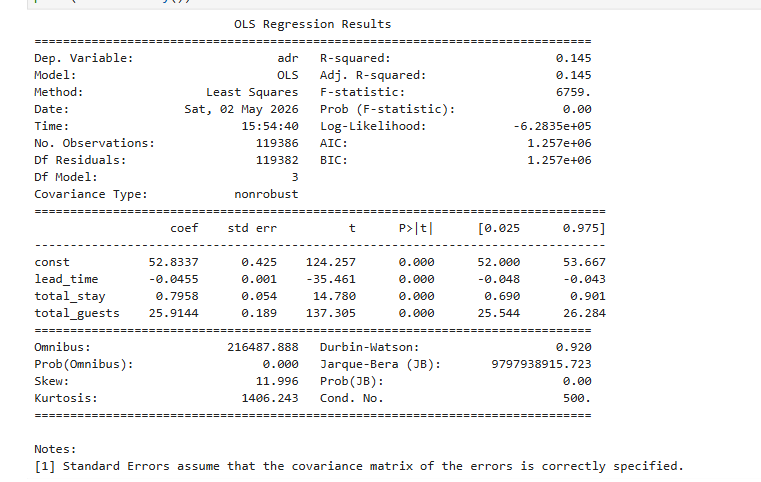 OLS Regression Results
==============================================================================
Dep. Variable:                    adr   R-squared:                       0.145
Model:                            OLS   Adj. R-squared:                  0.145
Method:                 Least Squares   F-statistic:                     6759.
Date:                Sat, 02 May 2026   Prob (F-statistic):               0.00
Time:                        15:54:40   Log-Likelihood:            -6.2835e+05
No. Observations:              119386   AIC:                         1.257e+06
Df Residuals:                  119382   BIC:                         1.257e+06
Df Model:                           3
Covariance Type:            nonrobust
================================================================================
                   coef    std err          t      P>|t|      [0.025      0.975]
--------------------------------------------------------------------------------
const           52.8337      0.425    124.257      0.000      52.000      53.667
lead_time       -0.0455      0.001    -35.461      0.000      -0.048      -0.043
total_stay       0.7958      0.054     14.780      0.000       0.690       0.901
total_guests    25.9144      0.189    137.305      0.000      25.544      26.284
==============================================================================
Omnibus:                   216487.888   Durbin-Watson:                   0.920
Prob(Omnibus):                  0.000   Jarque-Bera (JB):       9797938915.723
Skew:                          11.996   Prob(JB):                         0.00
Kurtosis:                    1406.243   Cond. No.                         500.
==============================================================================
Notes:
[1] Standard Errors assume that the covariance matrix of the errors is correctly specified.